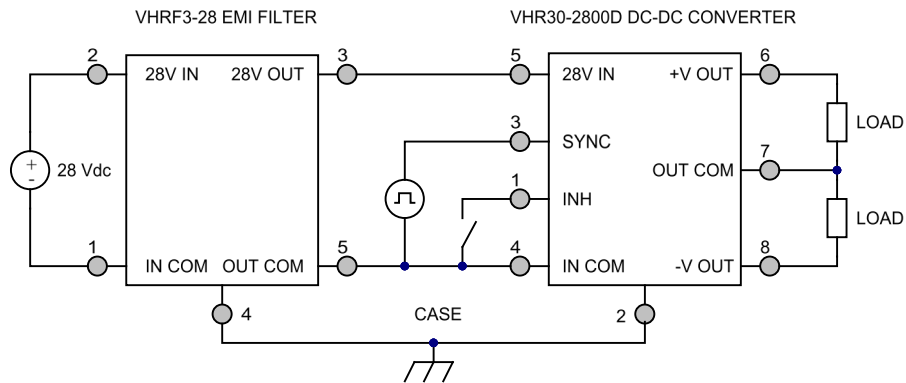 VHRF3-28 EMI FILTER
VHR30-2800D DC-DC CONVERTER
2
28V IN
28V OUT
3
5
28V IN
+V OUT
6
3
SYNC
LOAD
+
-
28 Vdc
OUT COM
7
1
INH
LOAD
1
IN COM
OUT COM
5
4
IN COM
-V OUT
8
4
CASE
2